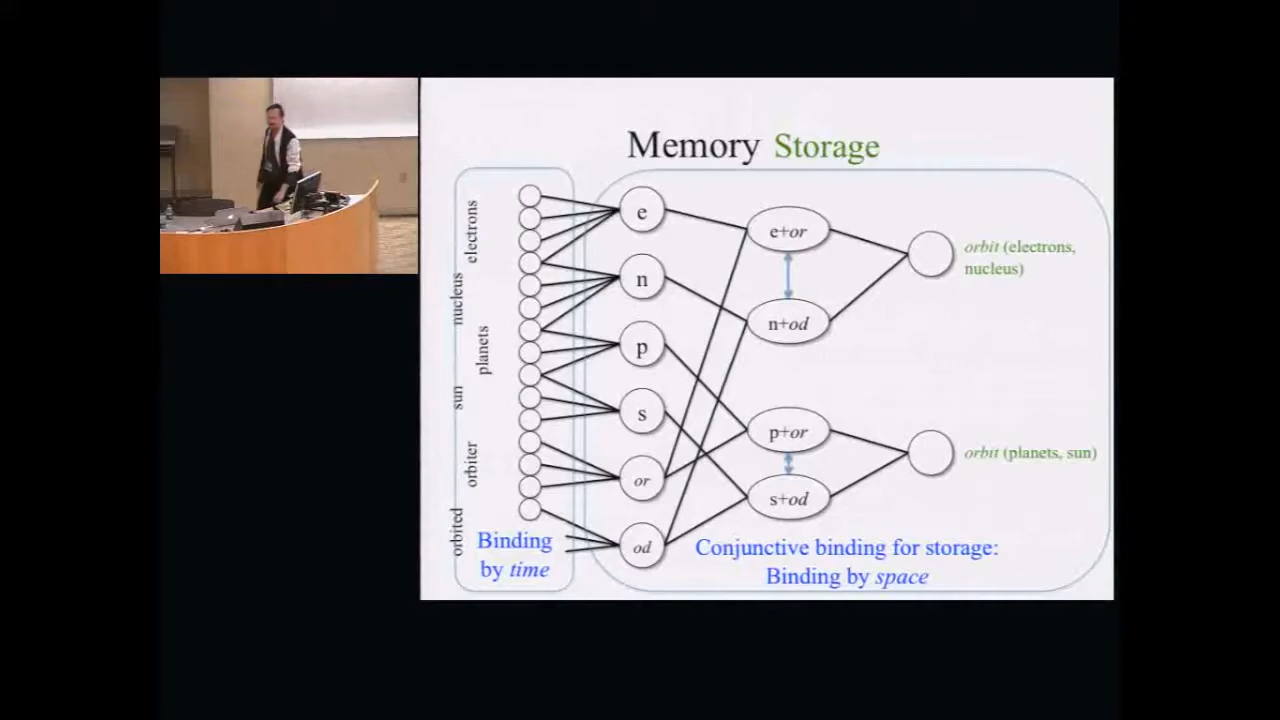 Memory Storage
electrons
nucleus
planets
sun
orbiter
orbited
e
n
p
s
or
od
e+or
n+od
p+or
s+od
orbit (electrons,
nucleus)
orbit (planets, sun)
Binding
by time
Conjunctive binding for storage:
Binding by space